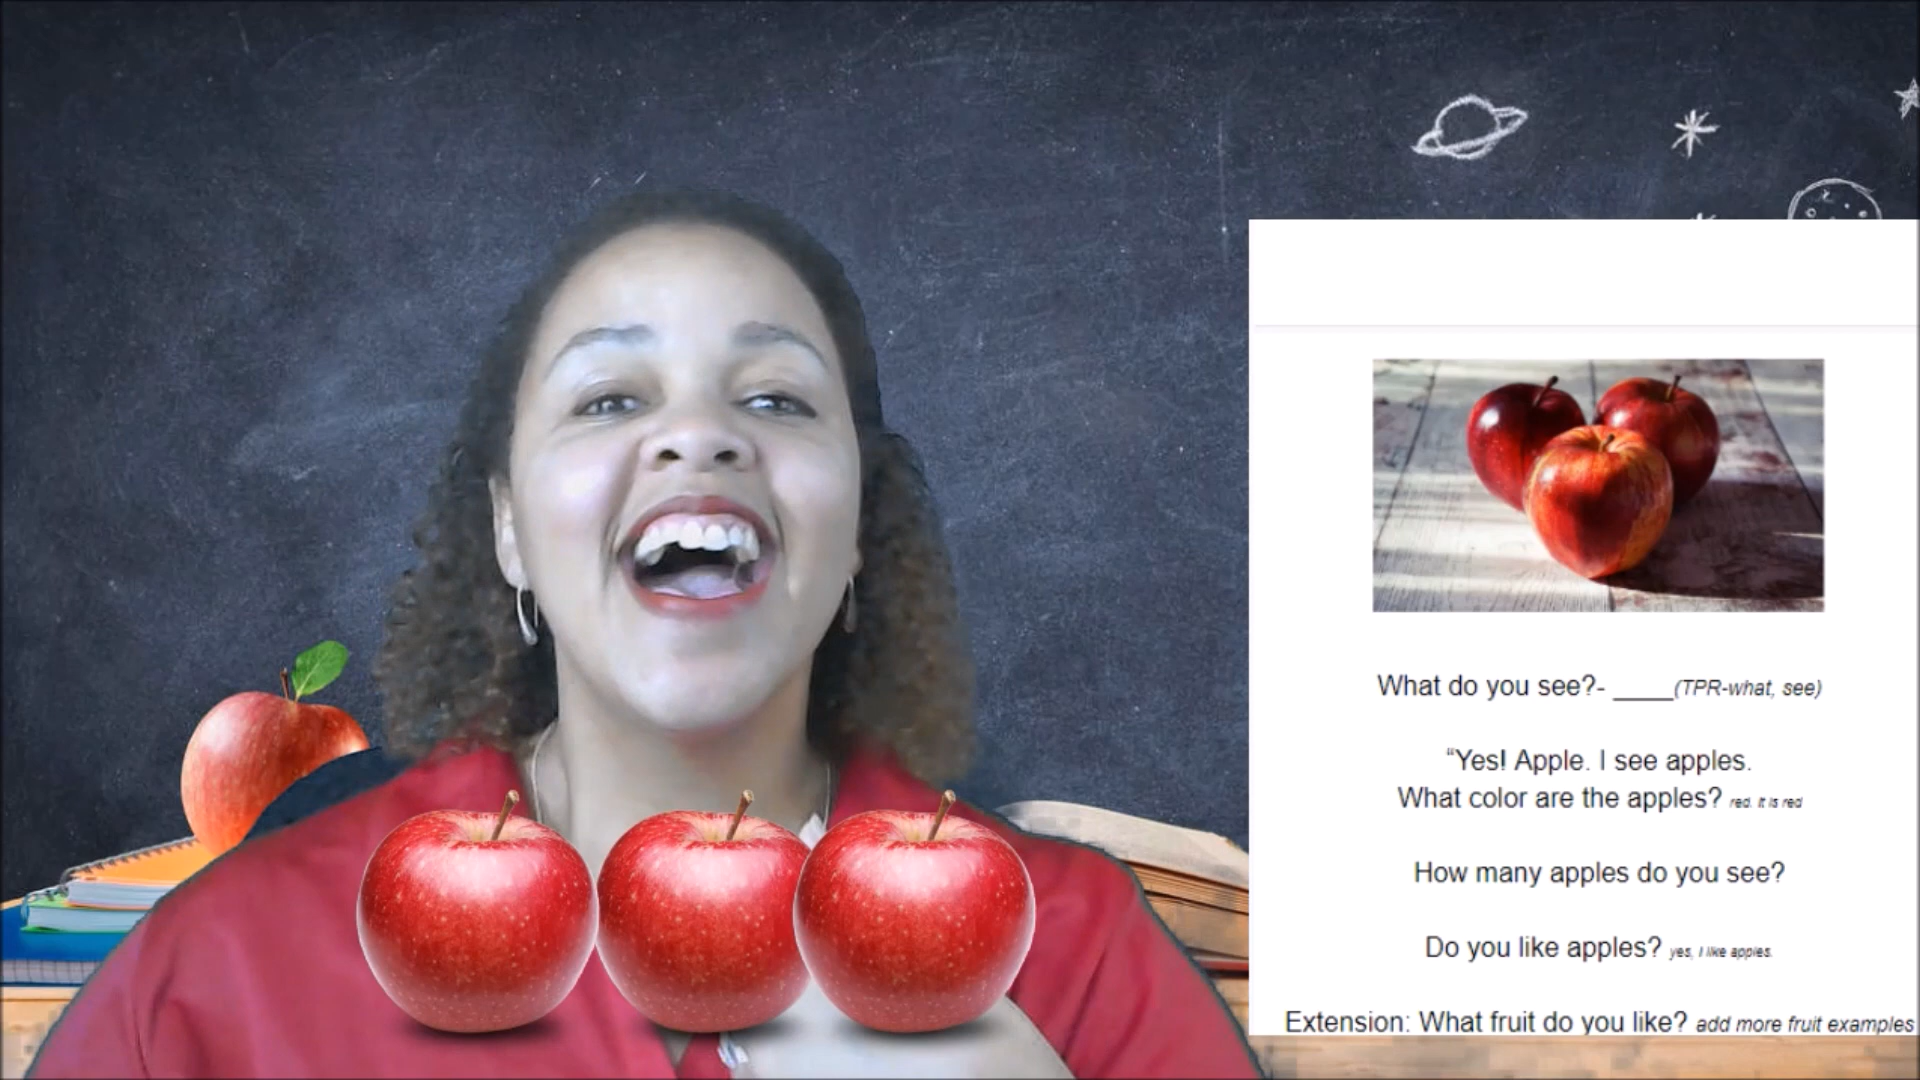 What do you see?- _____(TPR-what, see)
“Yes! Apple. I see apples.
What color are the apples? red. It is red
How many apples do you see?
Do you like apples? yes, I like apples.
Extension: What fruit do you like? add more fruit examples